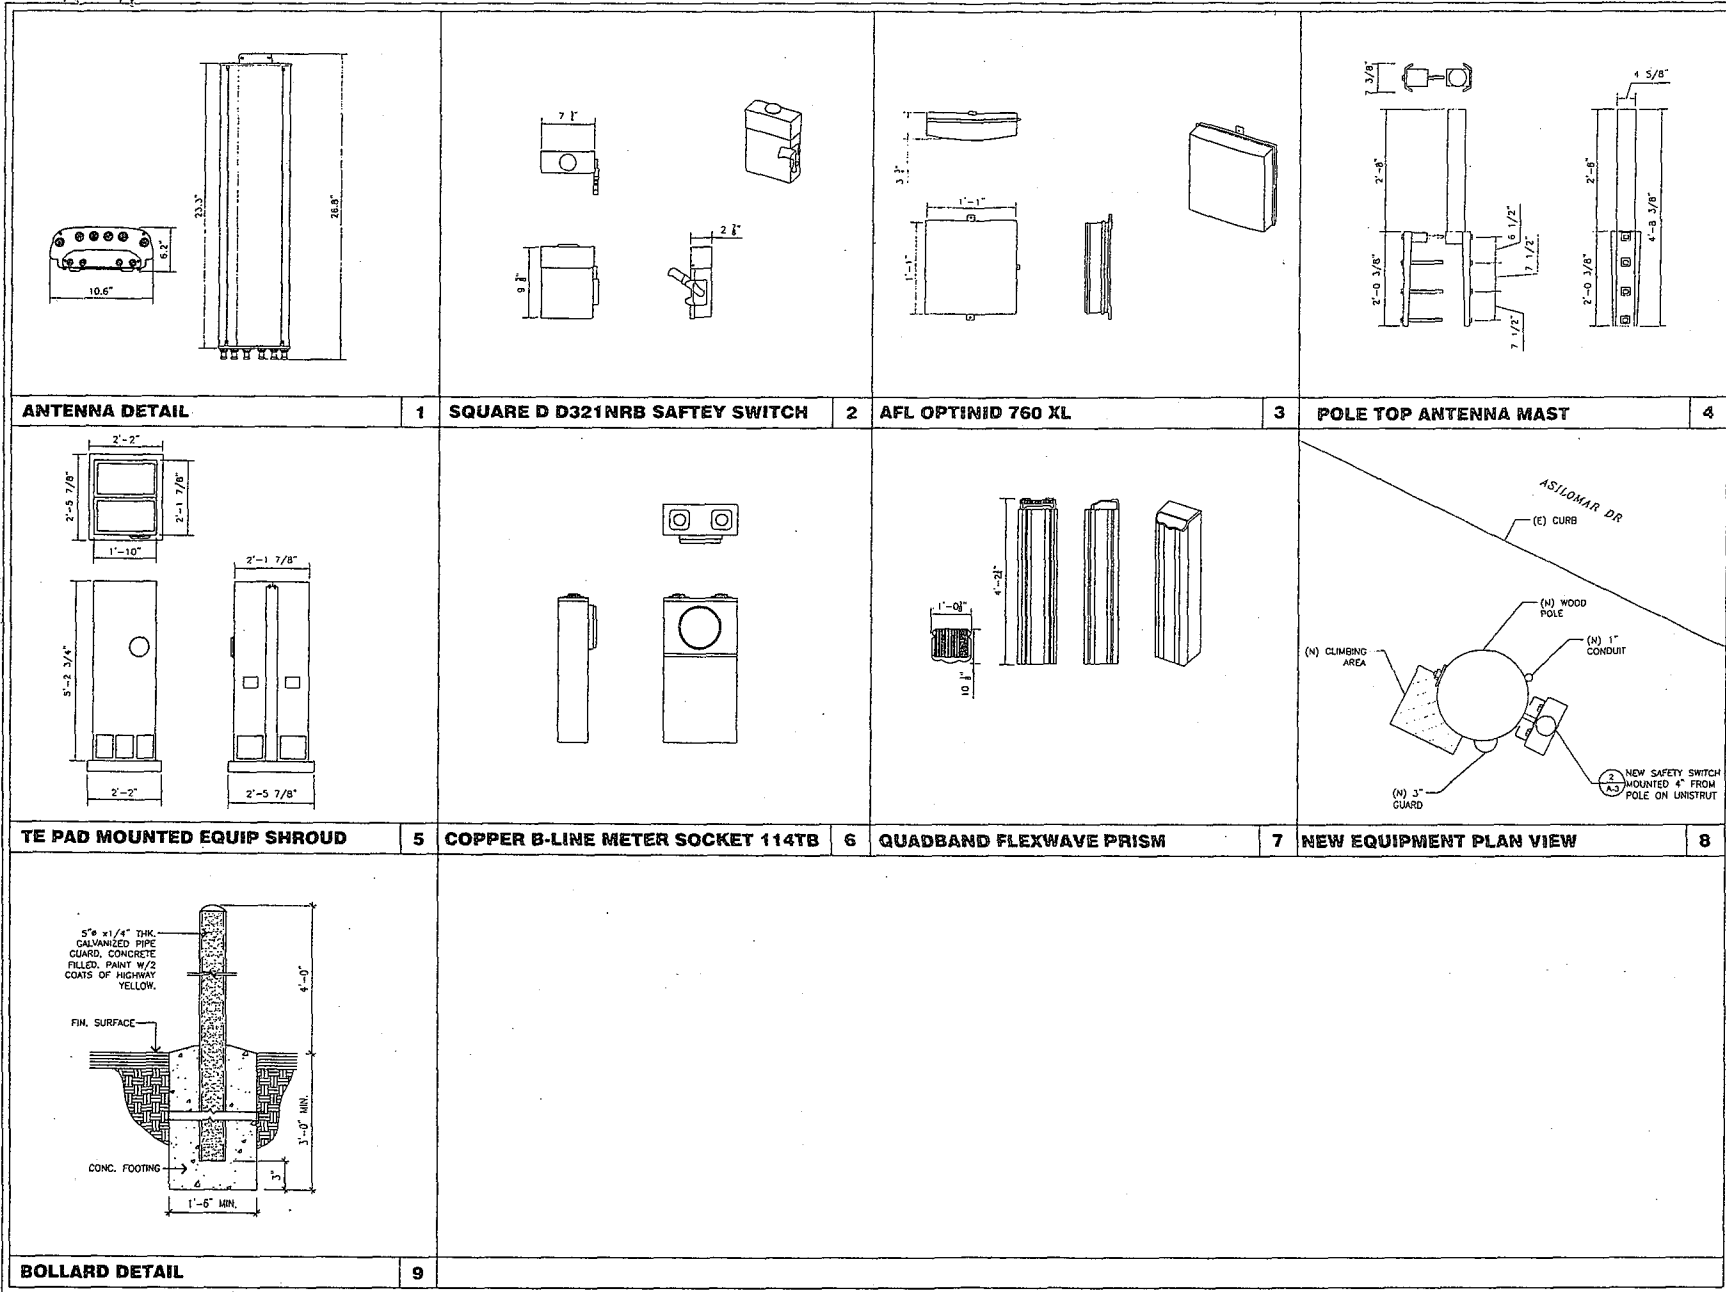 23.3"
26.8"
6.2"
10.6"
ANTENNA DETAIL 1
9
SQUARE D D321NRB SAFTEY SWITCH 2
1'-1"
1'-1"
AFL OPTINID 760 XL 3
7 3/8"
4 5/8"
2'-8"
2'-0 3/8"
6 1/2"
7 1/2"
7 1/2"
2'-8"
2'-0 3/8"
4'-8 3/8"
POLE TOP ANTENNA MAST 4
2'-2"
2'-5 7/8"
2'-1 7/8"
1'-10"
2'-1 7/8"
5'-2 3/4"
2'-2"
2'-5 7/8"
TE PAD MOUNTED EQUIP SHROUD 5
COPPER B-LINE METER SOCKET 114TB 6
QUADBAND FLEXWAVE PRISM 7
ASILOMAR DR
(E) CURB
(N) WOOD
POLE
(N) 1"
CONDUIT
(N) CLIMBING
AREA
(N) 3"
GUARD
2
A-3
NEW SAFETY SWITCH
MOUNTED 4" FROM
POLE ON UNISTRUT
NEW EQUIPMENT PLAN VIEW 8
5"ø x1/4" THK.
GALVANIZED PIPE
GUARD, CONCRETE
FILLED. PAINT W/2
COATS OF HIGHWAY
YELLOW.
4'-0"
FIN. SURFACE
3'-0" MIN.
CONC. FOOTING
3"
1'-6" MIN.
BOLLARD DETAIL 9